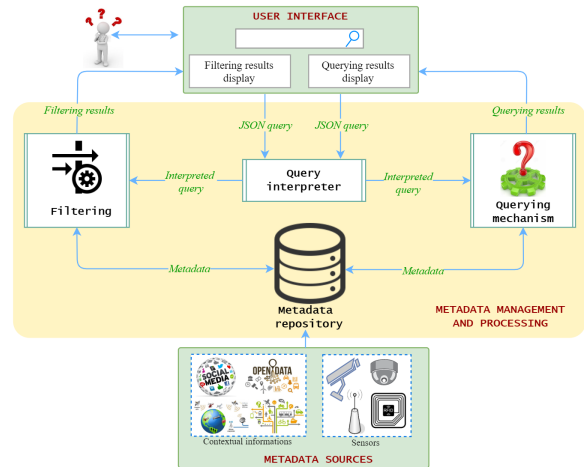 USER INTERFACE
Filtering results
display
Querying results
display
Filtering results
Querying results
JSON query
JSON query
Filtering
Interpreted
query
Query
interpreter
Interpreted
query
Querying
mechanism
Metadata
Metadata
Metadata
repository
METADATA MANAGEMENT
AND PROCESSING
SOCIAL
MEDIA
OPEN DATA
Contextual informations
Sensors
METADATA SOURCES